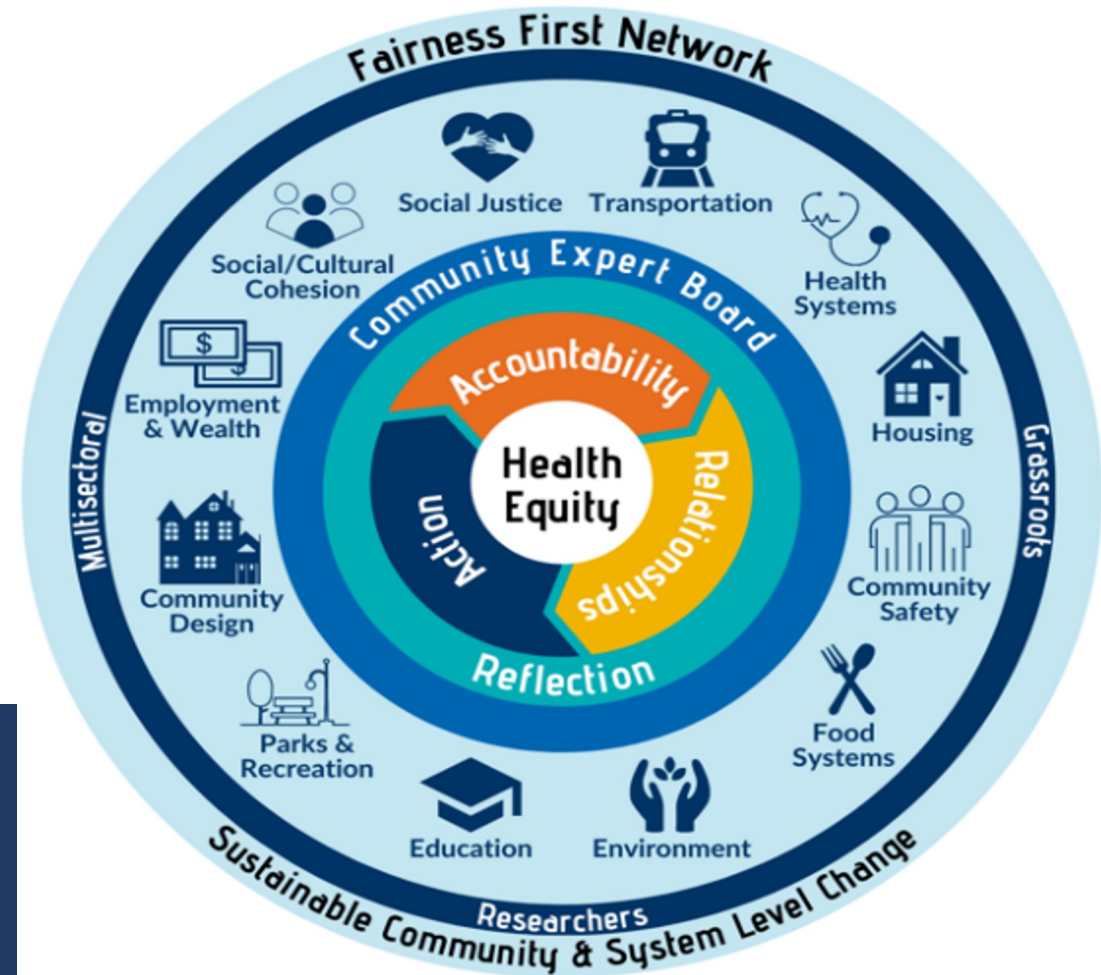 Fairness First Network
Social Justice
Transportation
Social/Cultural
Cohesion
Health
Systems
Community Expert Board
Employment
& Wealth
$
$
Accountability
Housing
Multisectoral
Health
Equity
Relationships
Action
Grassroots
Community
Design
Community
Safety
Reflection
Parks &
Recreation
Food
Systems
Education
Environment
Researchers
Sustainable Community & System Level Change